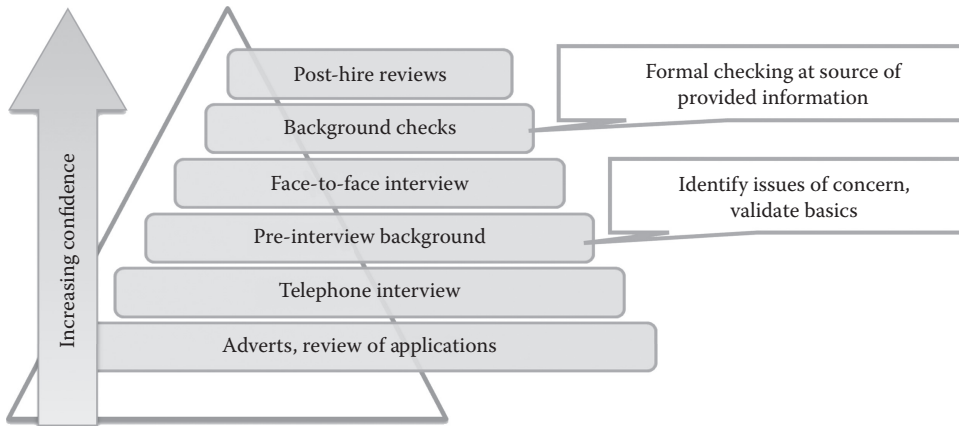 Post-hire reviews
Background checks
Face-to-face interview
Pre-interview background
Telephone interview
Adverts, review of applications
Increasing confidence
Formal checking at source of
provided information
Identify issues of concern,
validate basics